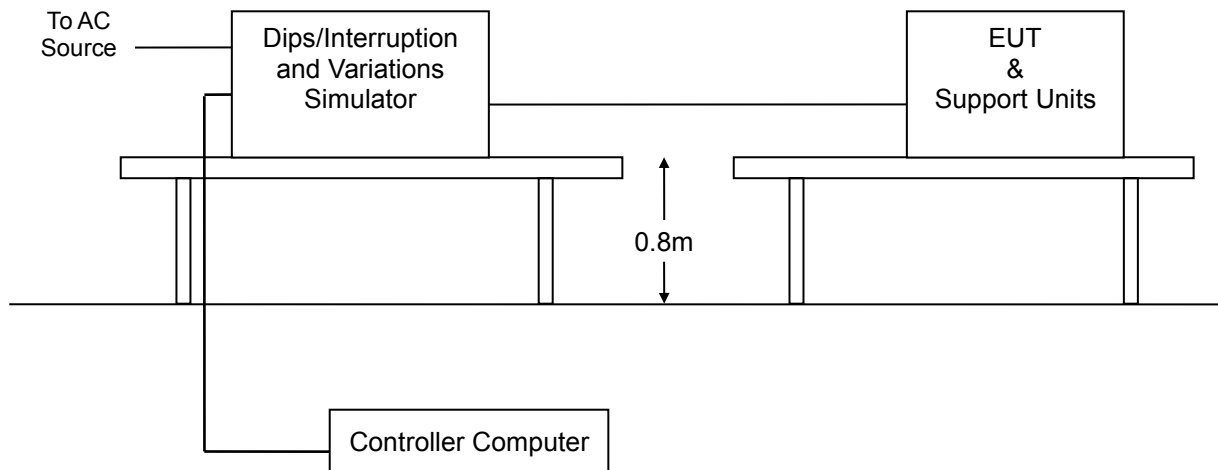 To AC
Source
Dips/Interruption
and Variations
Simulator
EUT
&
Support Units
0.8m
Controller Computer